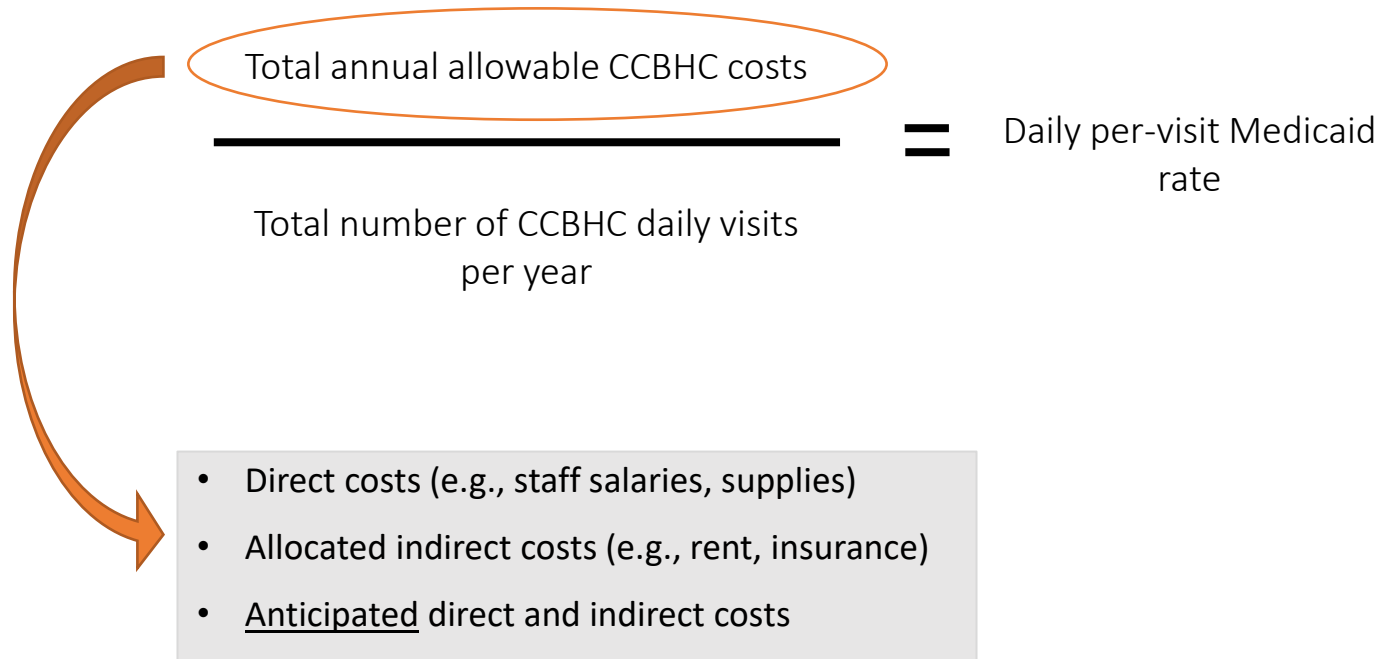 Total annual allowable CCBHC costs
=
Daily per-visit Medicaid
rate
Total number of CCBHC daily visits
per year
• Direct costs (e.g., staff salaries, supplies)
• Allocated indirect costs (e.g., rent, insurance)
• Anticipated direct and indirect costs